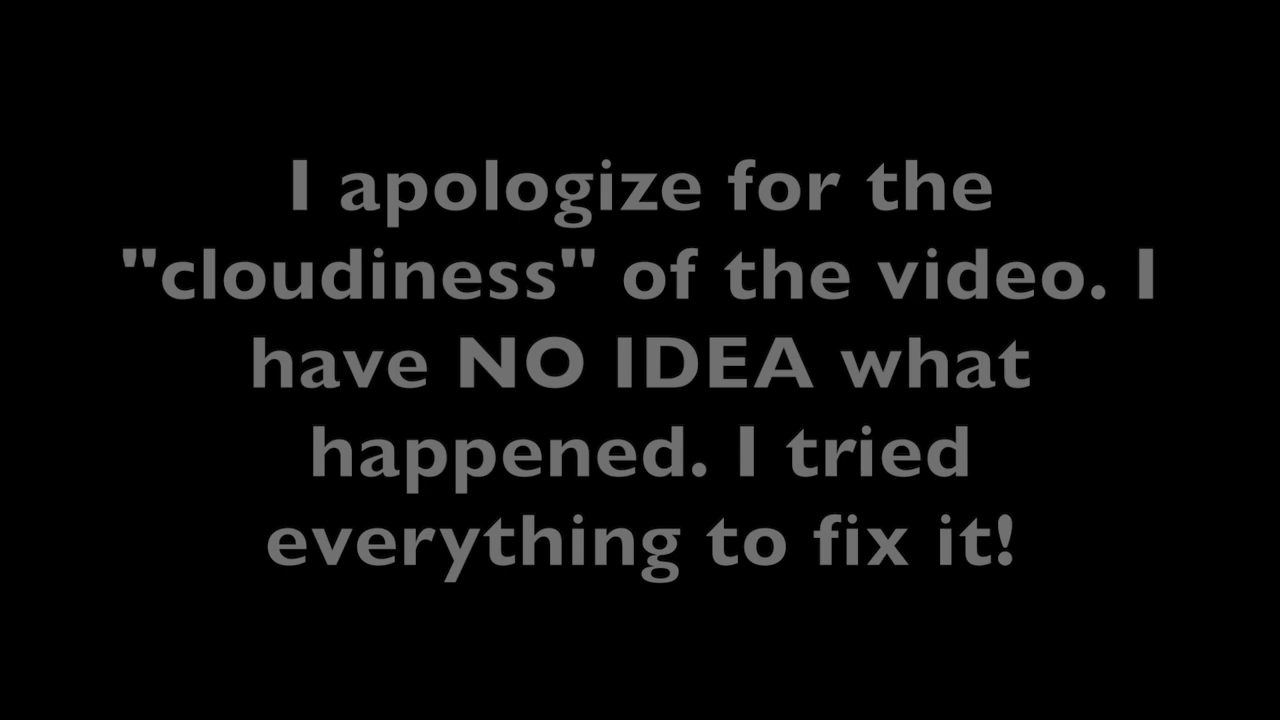 I apologize for the
"cloudiness" of the video. I
have NO IDEA what
happened. I tried
everything to fix it!